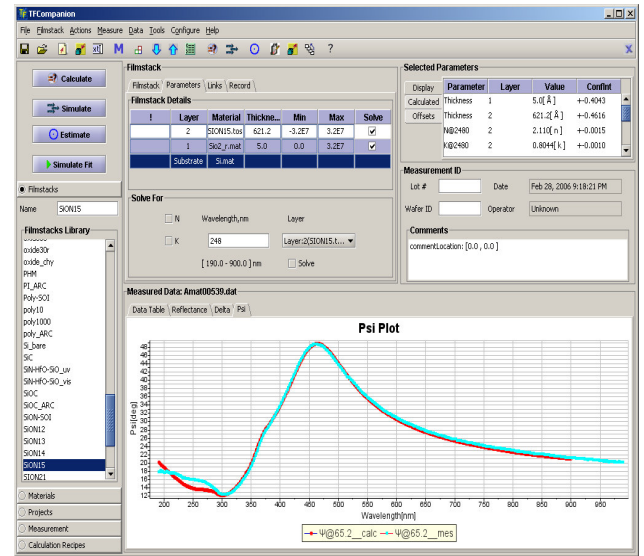 TFCompanion
File Filmstack Actions Measure Data Tools Configure Help
Calculate
Simulate
Estimate
Simulate Fit
Filmstacks
Name SiON15
Filmstacks Library
oxide30r
oxide_chy
PHM
PI_ARC
Poly-SOI
poly10
poly1000
poly_ARC
Si_bare
SiC
SiN-HfO-SiO_uv
SiN-HfO-SiO_vis
SiOC
SiOC_ARC
SiON-SOI
SiON12
SiON13
SiON14
SiON15
SION21
Materials
Projects
Measurement
Calculation Recipes
Filmstack
Filmstack Parameters Links Record
Filmstack Details
! Layer Material Thickne... Min Max Solve
2 SION15.tos 621.2 -3.2E7 3.2E7
1 Sio2_r.mat 5.0 0.0 3.2E7
Substrate Si.mat
Solve For
N Wavelength,nm Layer
K 248 Layer:2(SION15.t...
[ 190.0 - 900.0 ] nm Solve
Selected Parameters
Display
Calculated
Offsets
Parameter Layer Value ConfInt
Thickness 1 5.0[ Å ] +-0.4043
Thickness 2 621.2[ Å ] +-0.4616
N@2480 2 2.110[ n ] +-0.0015
K@2480 2 0.8044[ k ] +-0.0010
Measurement ID
Lot # Date Feb 28, 2006 9:18:21 PM
Wafer ID Operator Unknown
Comments
commentLocation: [0.0 , 0.0 ]
Measured Data: Amat00539.dat
Data Table Reflectance Delta Psi
Psi Plot
Psi[deg]
48
46
44
42
40
38
36
34
32
30
28
26
24
22
20
18
16
14
12
200 250 300 350 400 450 500 550 600 650 700 750 800 850 900 950
Wavelength[nm]
Ψ@65.2__calc Ψ@65.2__mes